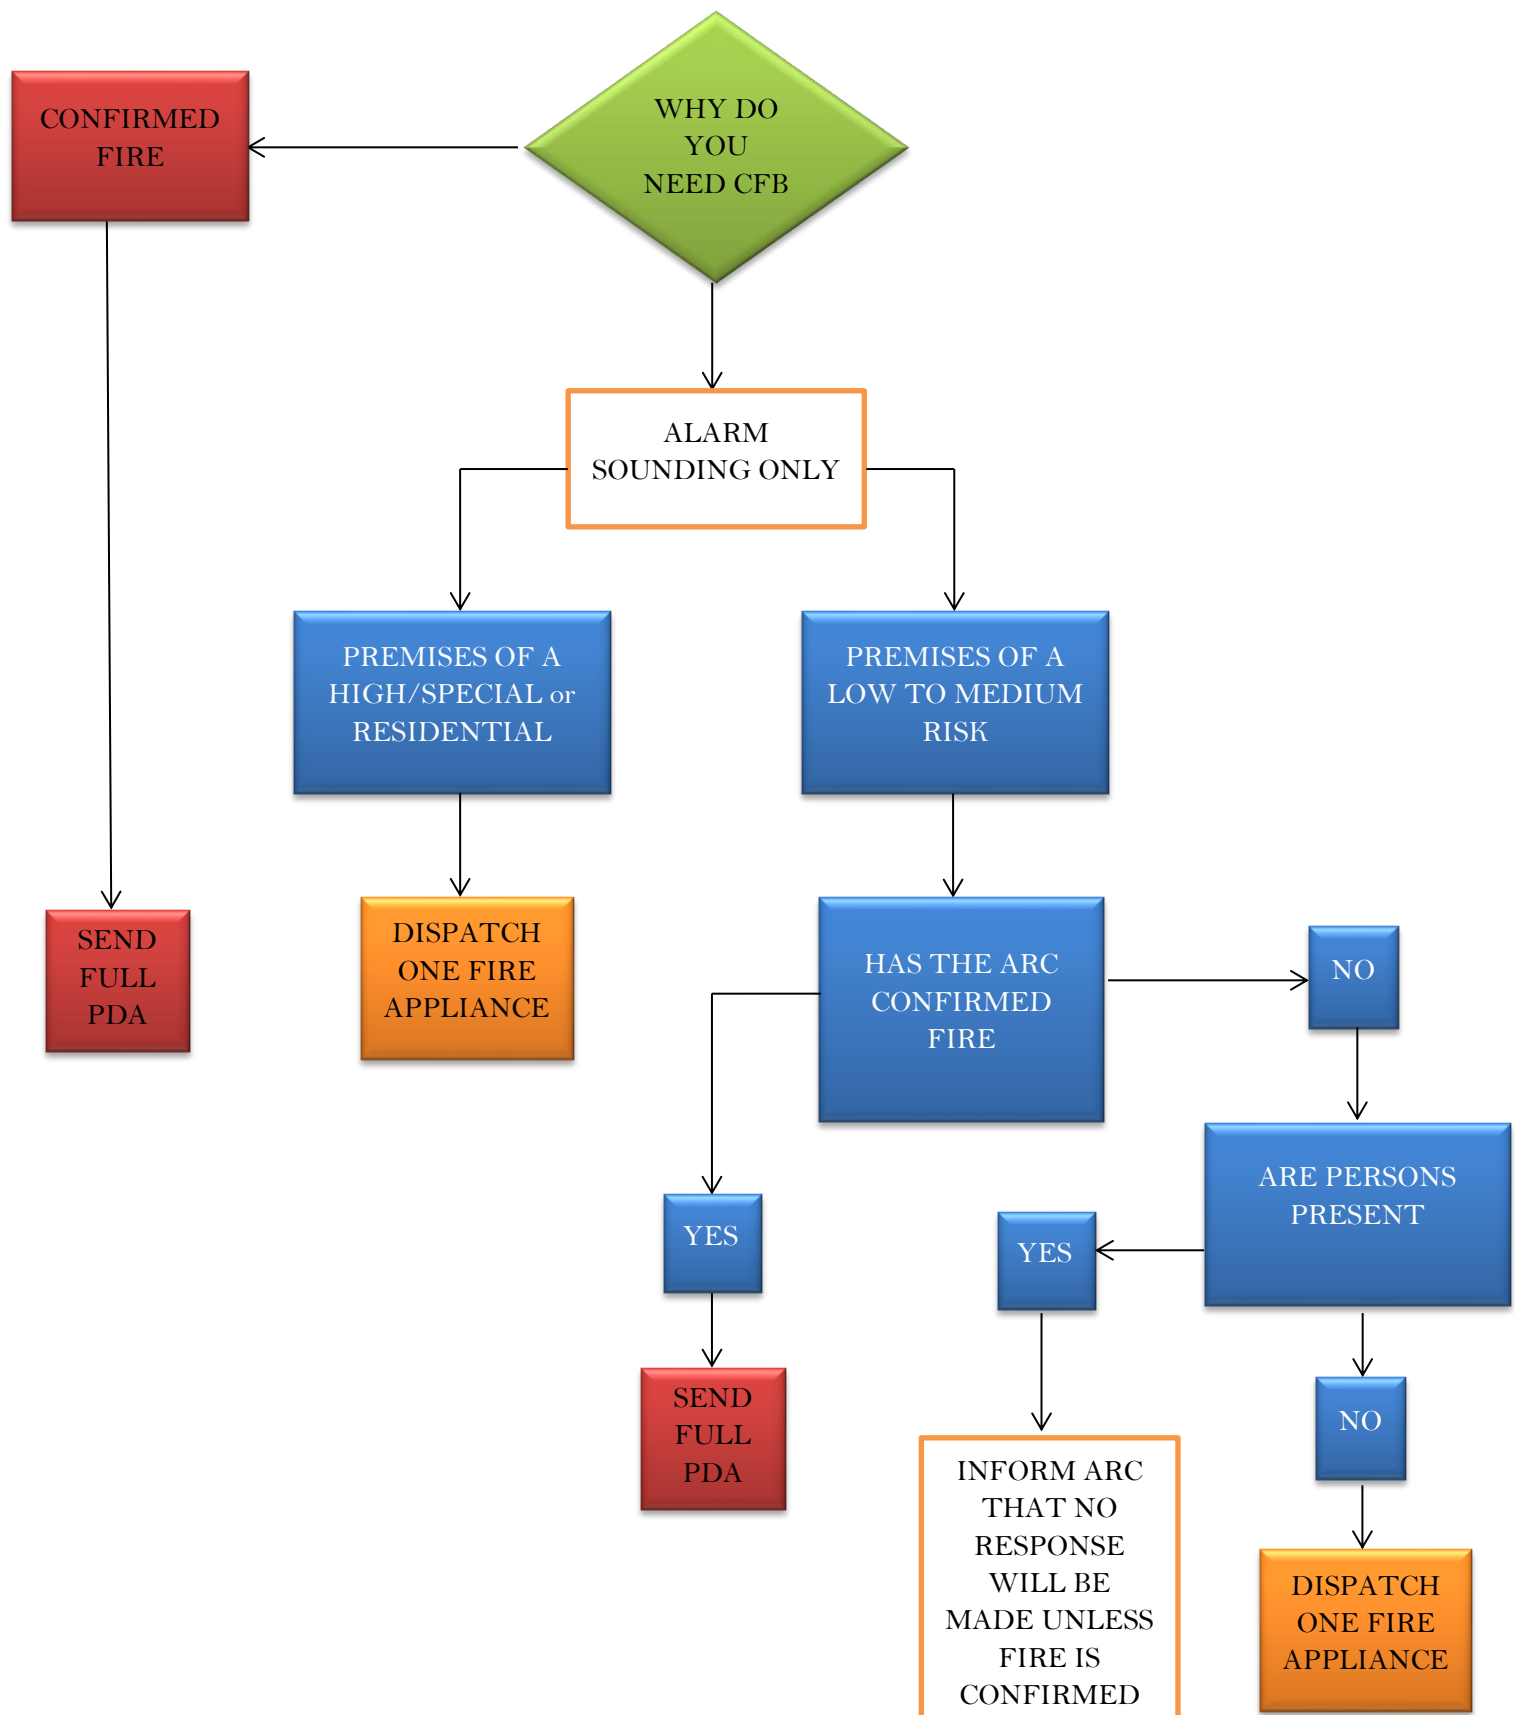 WHY DO
YOU
NEED CFB
CONFIRMED
FIRE
ALARM
SOUNDING ONLY
PREMISES OF A
HIGH/SPECIAL or
RESIDENTIAL
PREMISES OF A
LOW TO MEDIUM
RISK
SEND
FULL
PDA
DISPATCH
ONE FIRE
APPLIANCE
HAS THE ARC
CONFIRMED
FIRE
NO
ARE PERSONS
PRESENT
YES
YES
SEND
FULL
PDA
NO
INFORM ARC
THAT NO
RESPONSE
WILL BE
MADE UNLESS
FIRE IS
CONFIRMED
DISPATCH
ONE FIRE
APPLIANCE